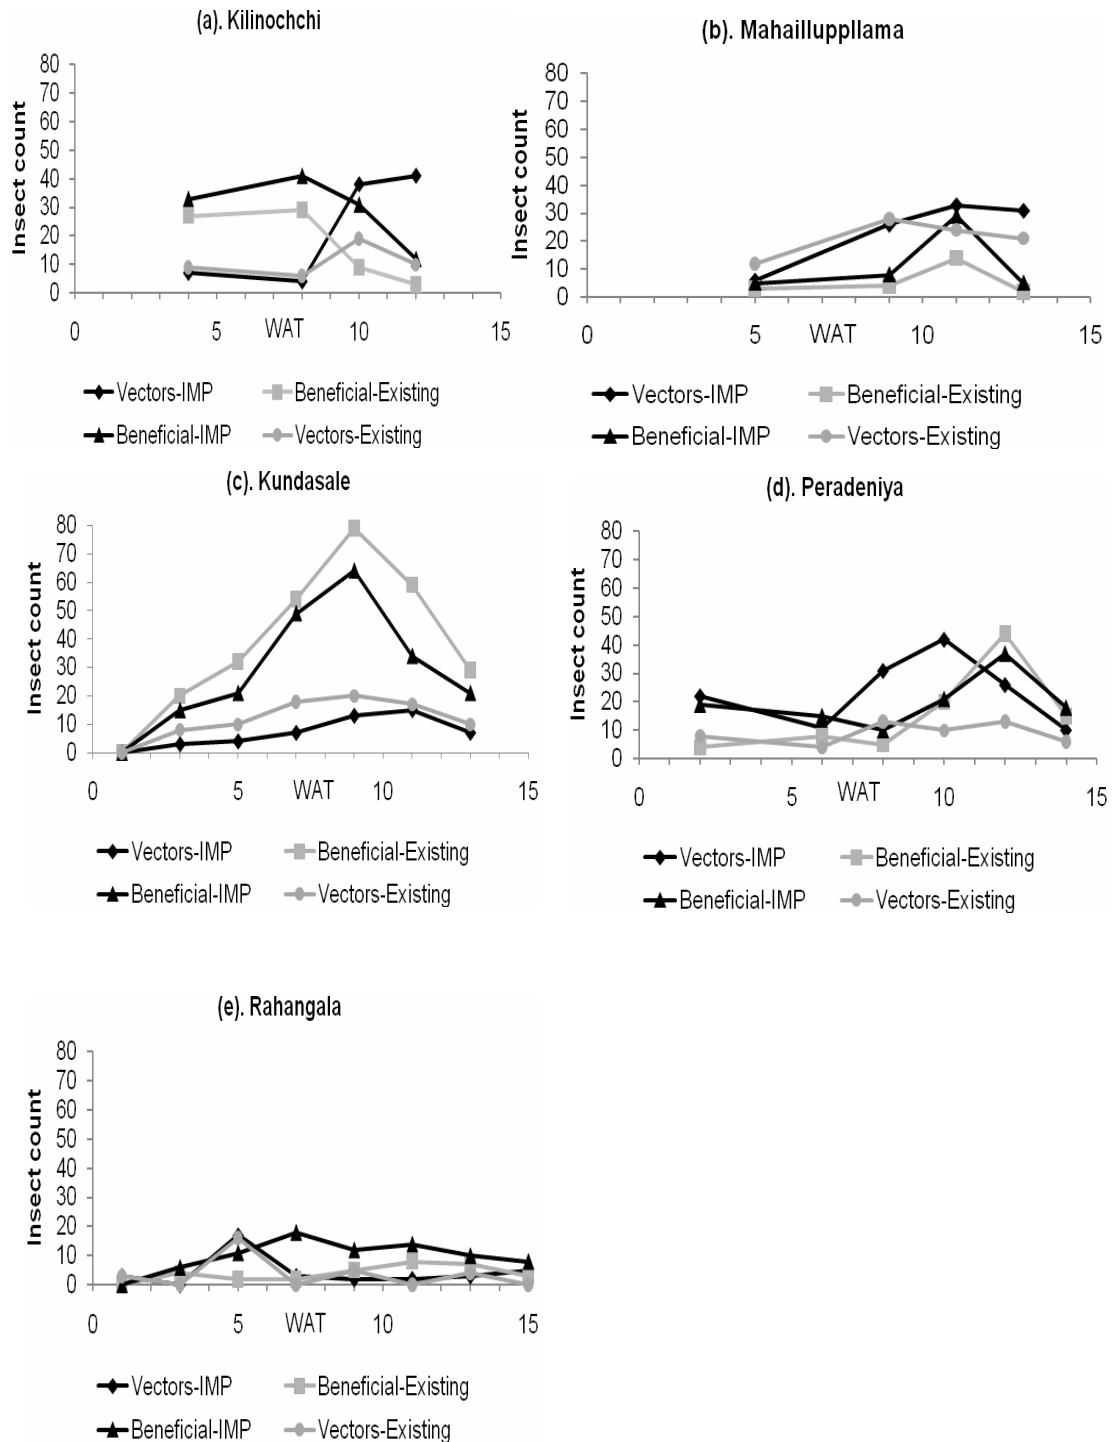 (a). Kilinochchi
80
70
60
50
40
30
20
10
0
Insect count
0 5 WAT 10 15
Vectors-IMP Beneficial-Existing
Beneficial-IMP Vectors-Existing
(b). Mahailluppllama
80
70
60
50
40
30
20
10
0
Insect count
0 5 WAT 10 15
Vectors-IMP Beneficial-Existing
Beneficial-IMP Vectors-Existing
(c). Kundasale
80
70
60
50
40
30
20
10
0
Insect count
0 5 WAT 10 15
Vectors-IMP Beneficial-Existing
Beneficial-IMP Vectors-Existing
(d). Peradeniya
80
70
60
50
40
30
20
10
0
Insect count
0 5 WAT 10 15
Vectors-IMP Beneficial-Existing
Beneficial-IMP Vectors-Existing
(e). Rahangala
80
70
60
50
40
30
20
10
0
Insect count
0 5 WAT 10 15
Vectors-IMP Beneficial-Existing
Beneficial-IMP Vectors-Existing